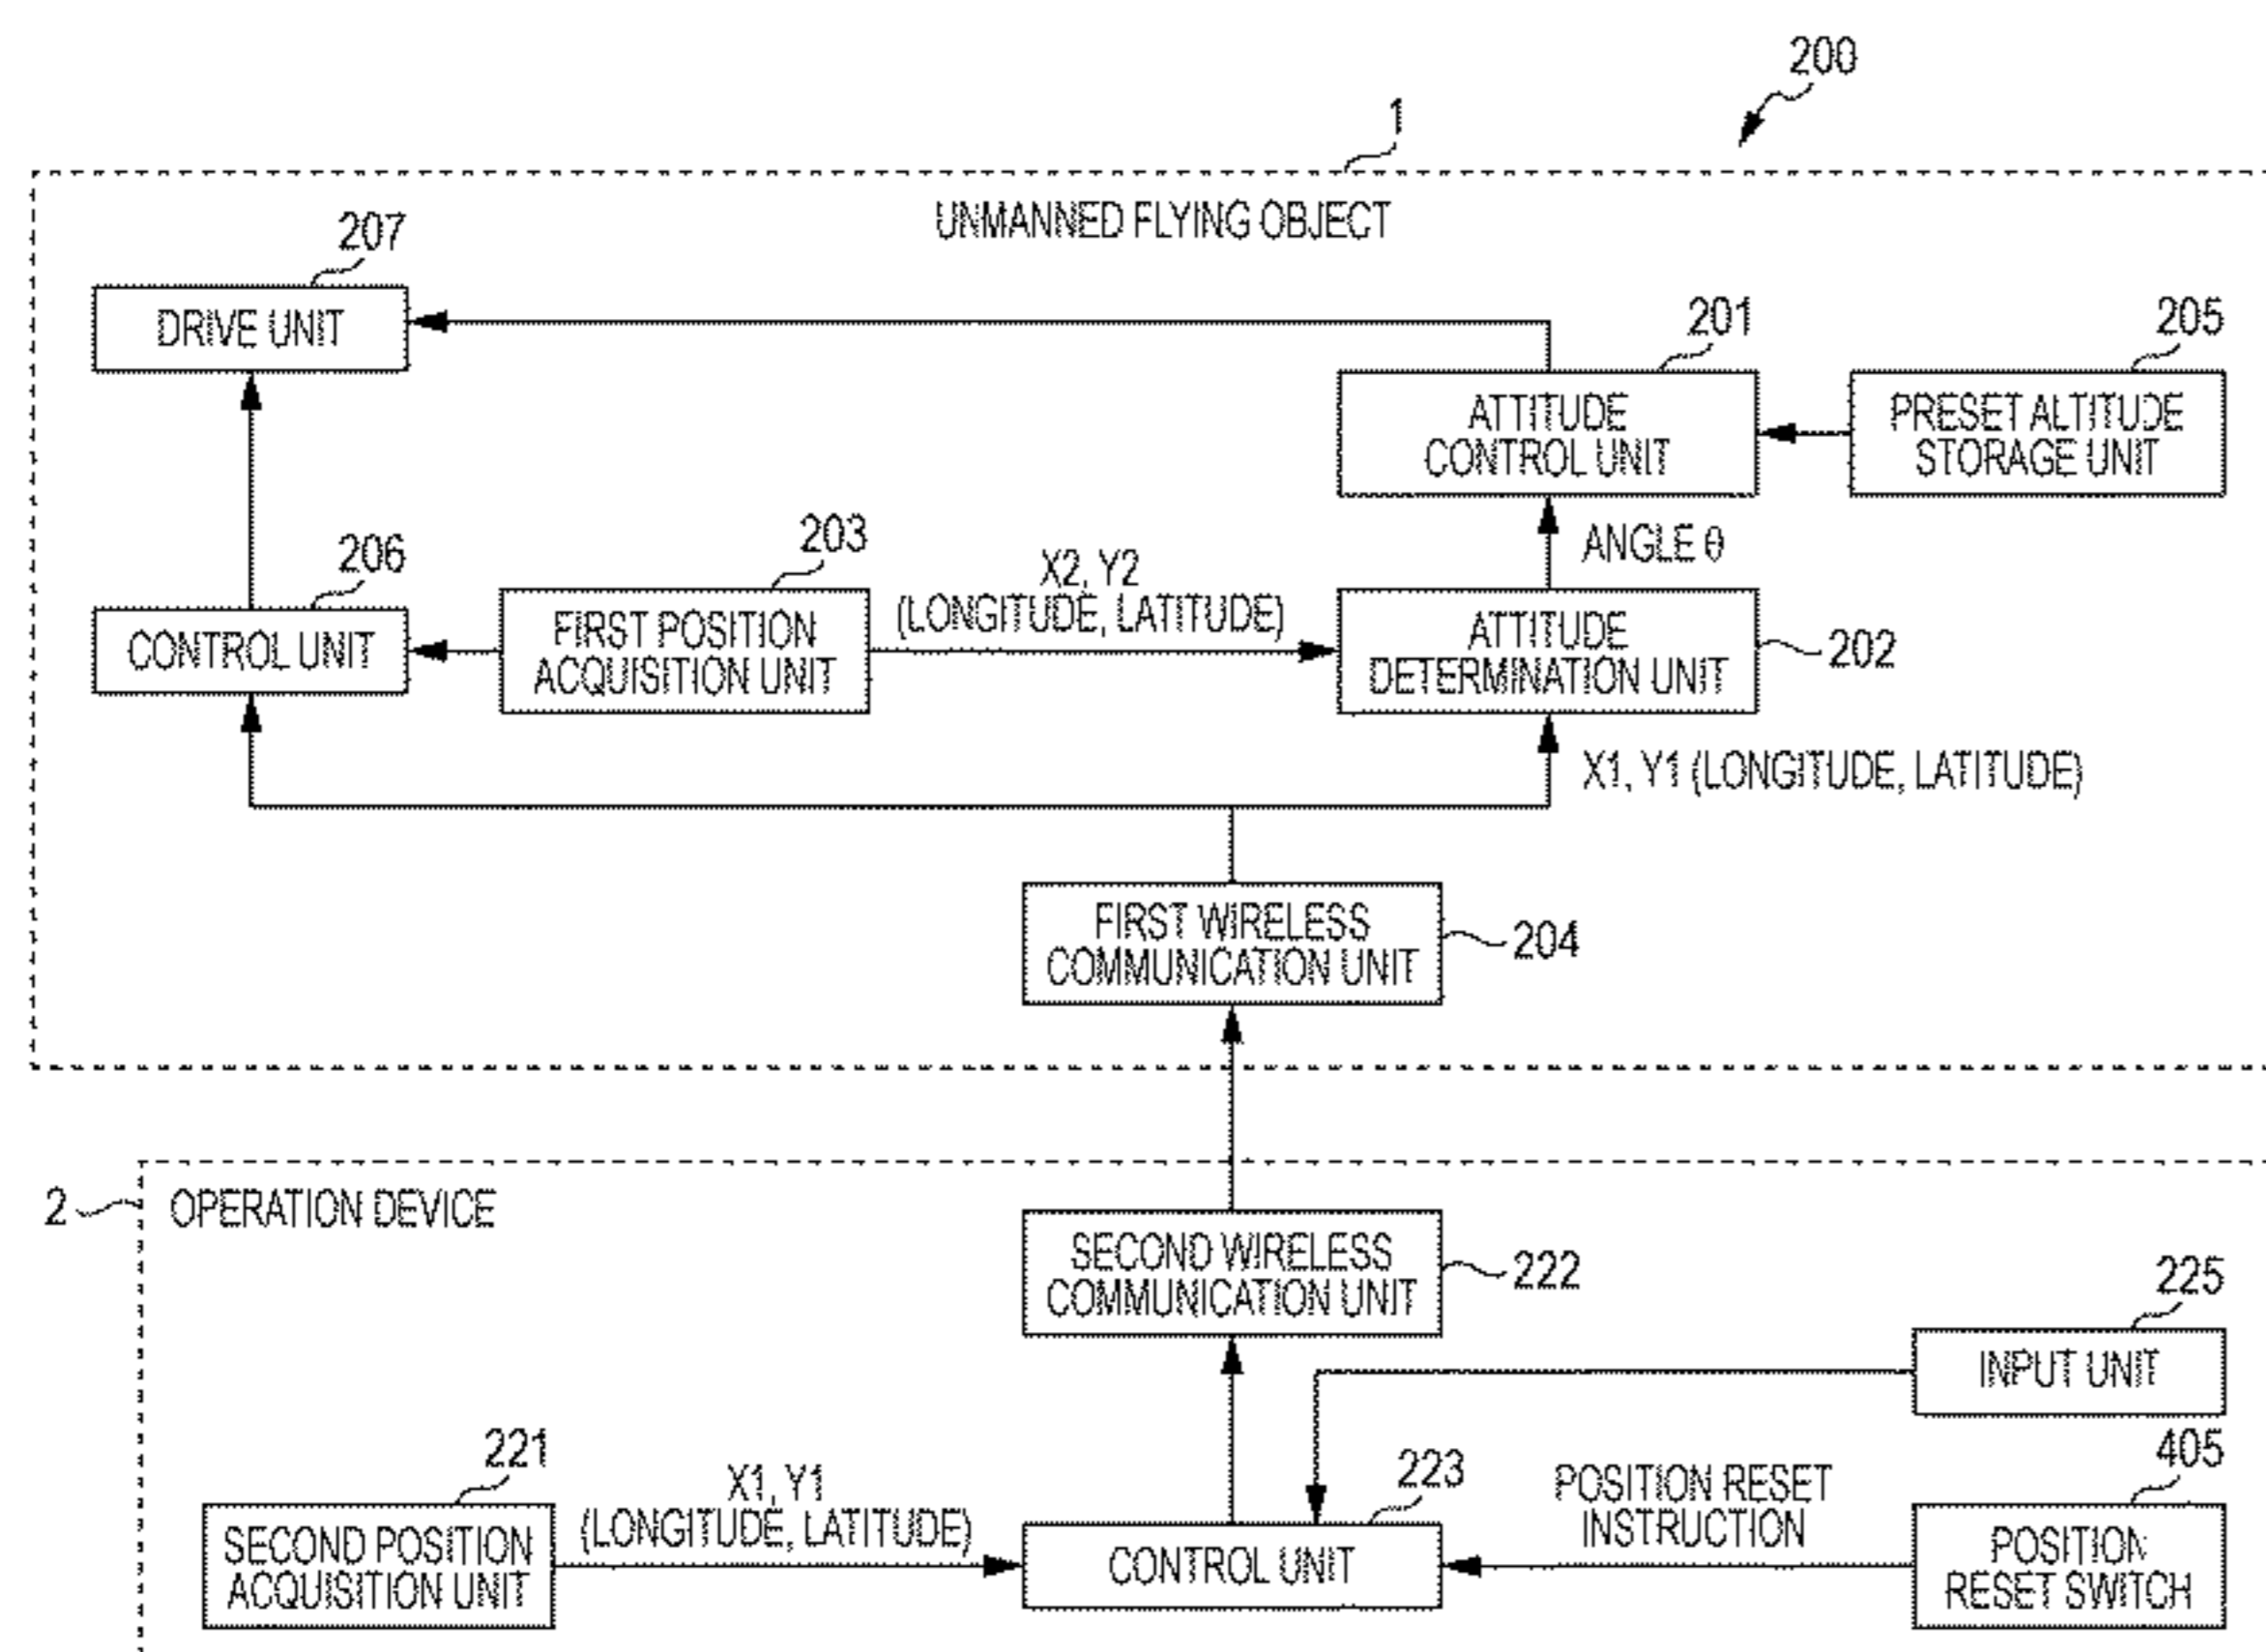 200
1
UNMANNED FLYING OBJECT
207
DRIVE UNIT
201
ATTITUDE
CONTROL UNIT
205
PRESET ALTITUDE
STORAGE UNIT
ANGLE θ
206
CONTROL UNIT
203
FIRST POSITION
ACQUISITION UNIT
X2, Y2
(LONGITUDE, LATITUDE)
ATTITUDE
DETERMINATION UNIT
202
X1, Y1 (LONGITUDE, LATITUDE)
FIRST WIRELESS
COMMUNICATION UNIT
204
2
OPERATION DEVICE
SECOND WIRELESS
COMMUNICATION UNIT
222
225
INPUT UNIT
221
SECOND POSITION
ACQUISITION UNIT
X1, Y1
(LONGITUDE, LATITUDE)
223
CONTROL UNIT
POSITION RESET
INSTRUCTION
405
POSITION
RESET SWITCH